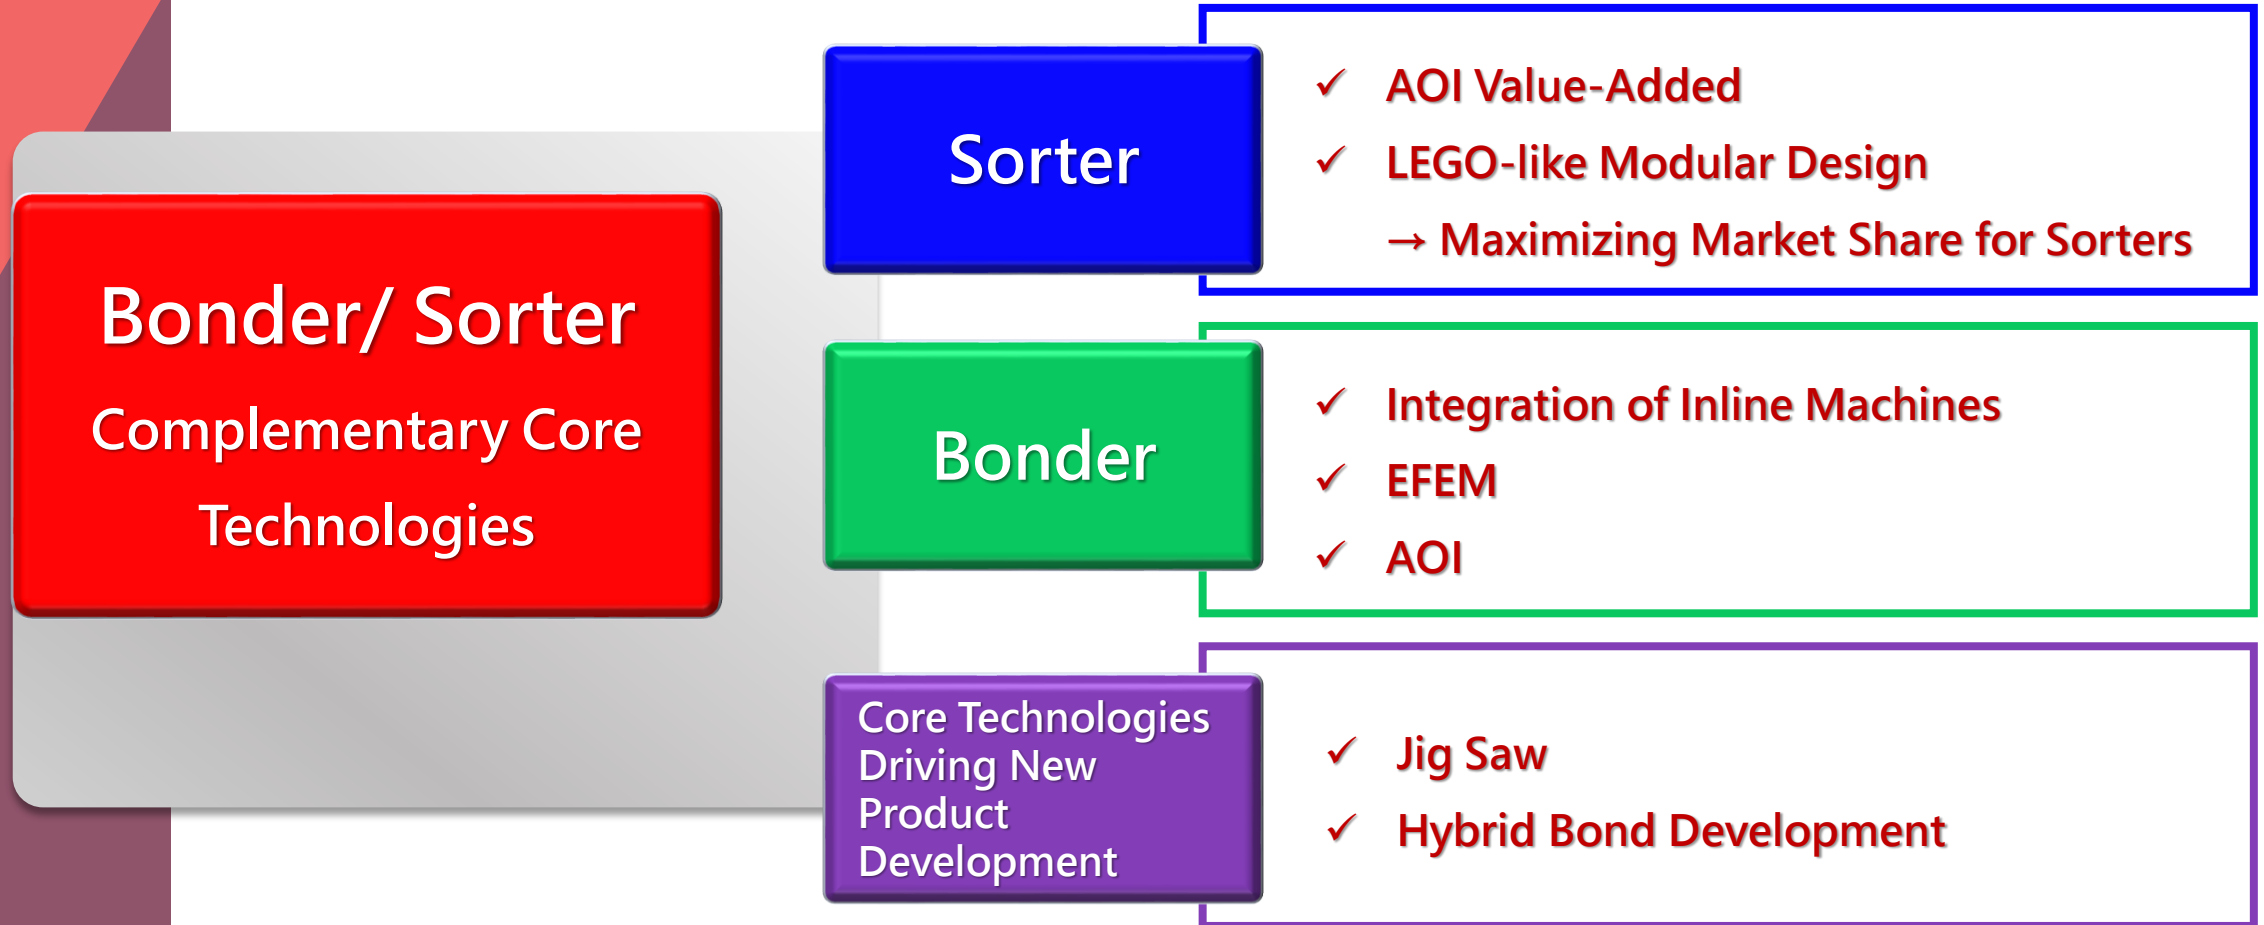 Bonder/ Sorter
Complementary Core
Technologies
Sorter
✓ AOI Value-Added
✓ LEGO-like Modular Design
→ Maximizing Market Share for Sorters
Bonder
✓ Integration of Inline Machines
✓ EFEM
✓ AOI
Core Technologies
Driving New
Product
Development
✓ Jig Saw
✓ Hybrid Bond Development